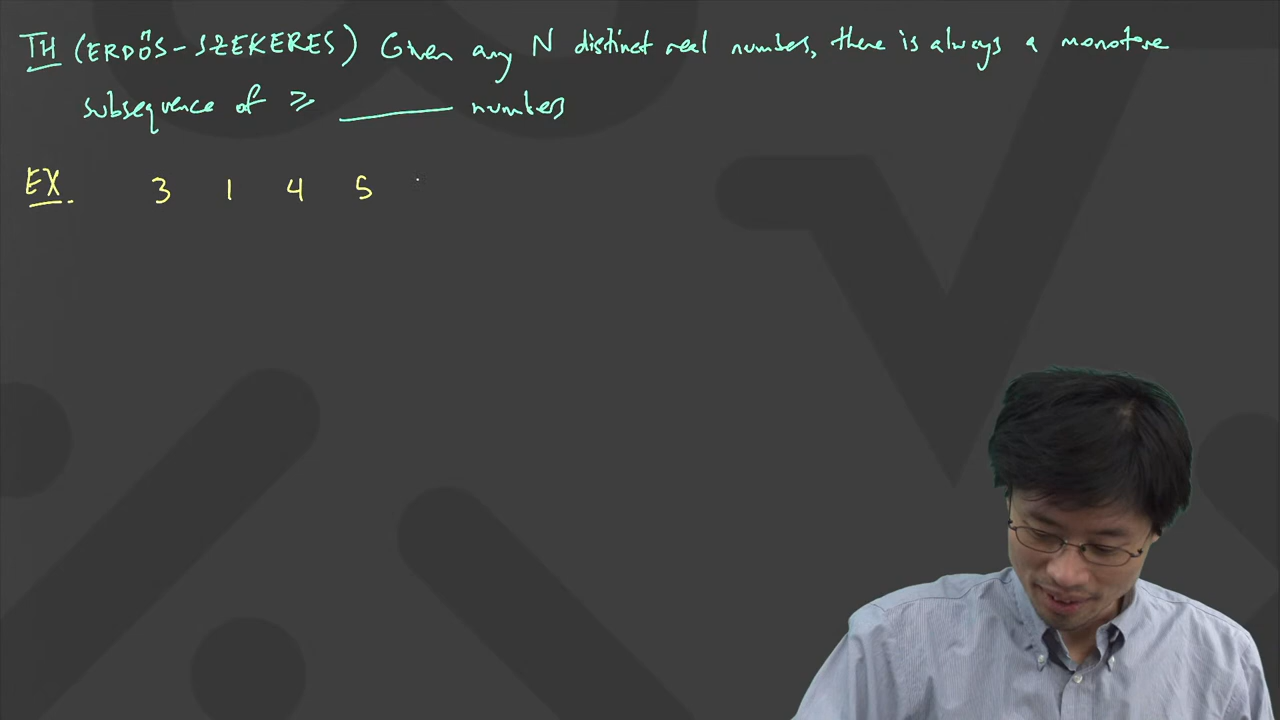 TH (ERDŐS-SZEKERES) Given any N distinct real numbers, there is always a monotone
subsequence of ≥ ______ numbers
EX. 3 1 4 5